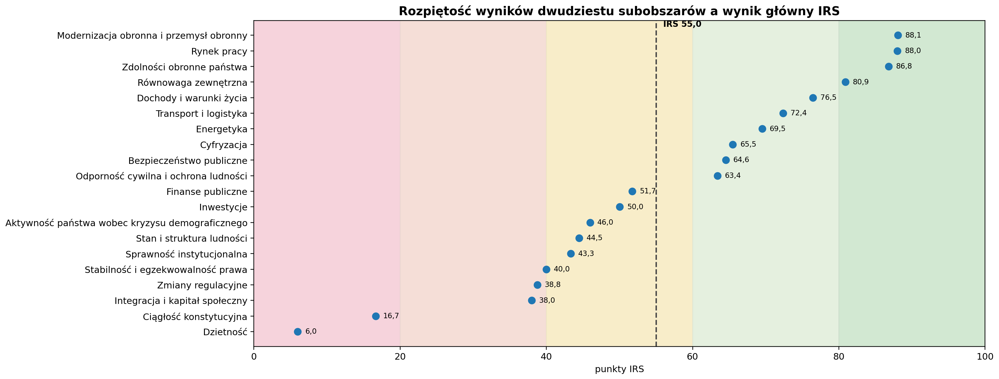 Rozpiętość wyników dwudziestu subobszarów a wynik główny IRS
IRS 55,0
Modernizacja obronna i przemysł obronny 88,1
Rynek pracy 88,0
Zdolności obronne państwa 86,8
Równowaga zewnętrzna 80,9
Dochody i warunki życia 76,5
Transport i logistyka 72,4
Energetyka 69,5
Cyfryzacja 65,5
Bezpieczeństwo publiczne 64,6
Odporność cywilna i ochrona ludności 63,4
Finanse publiczne 51,7
Inwestycje 50,0
Aktywność państwa wobec kryzysu demograficznego 46,0
Stan i struktura ludności 44,5
Sprawność instytucjonalna 43,3
Stabilność i egzekwowalność prawa 40,0
Zmiany regulacyjne 38,8
Integracja i kapitał społeczny 38,0
Ciągłość konstytucyjna 16,7
Dzietność 6,0
0 20 40 60 80 100
punkty IRS